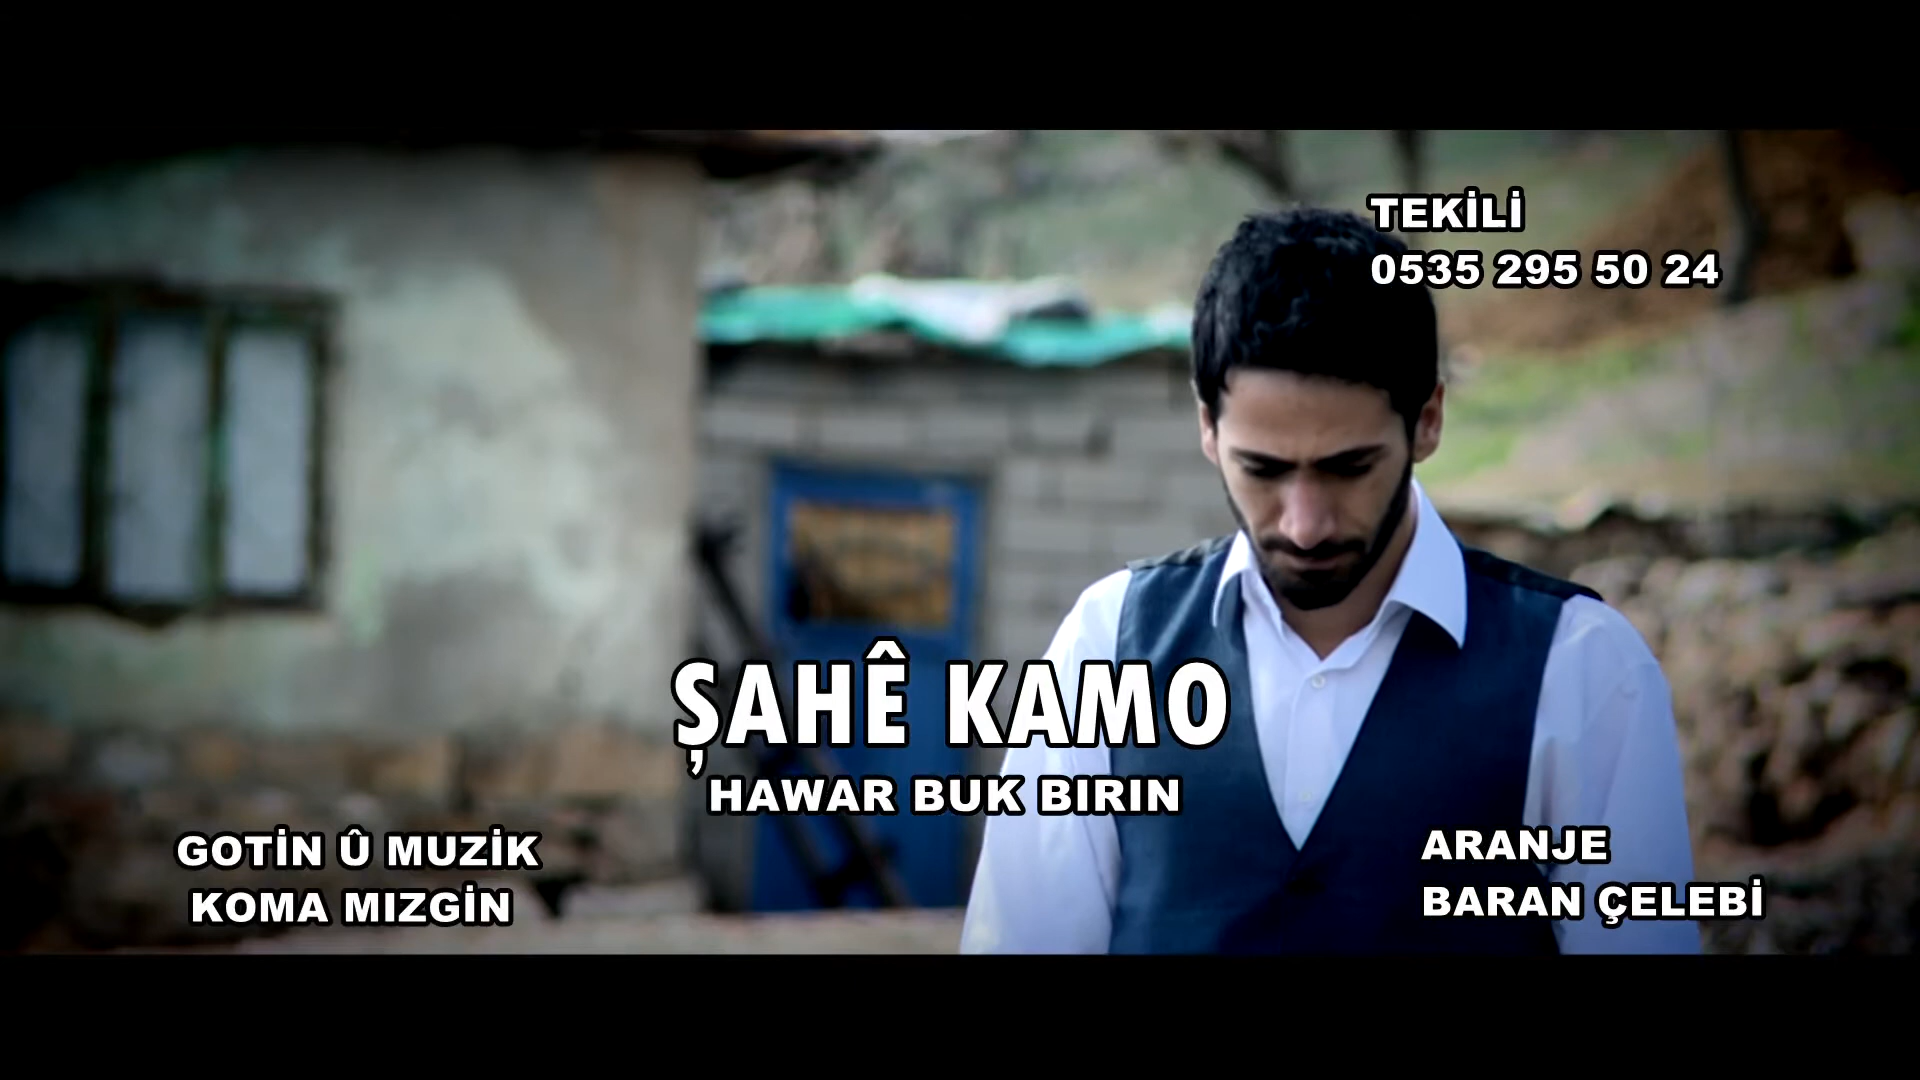 TEKİLİ
0535 295 50 24
ŞAHÊ KAMO
HAWAR BUK BIRIN
GOTİN Û MUZİK
KOMA MIZGİN
ARANJE
BARAN ÇELEBİ